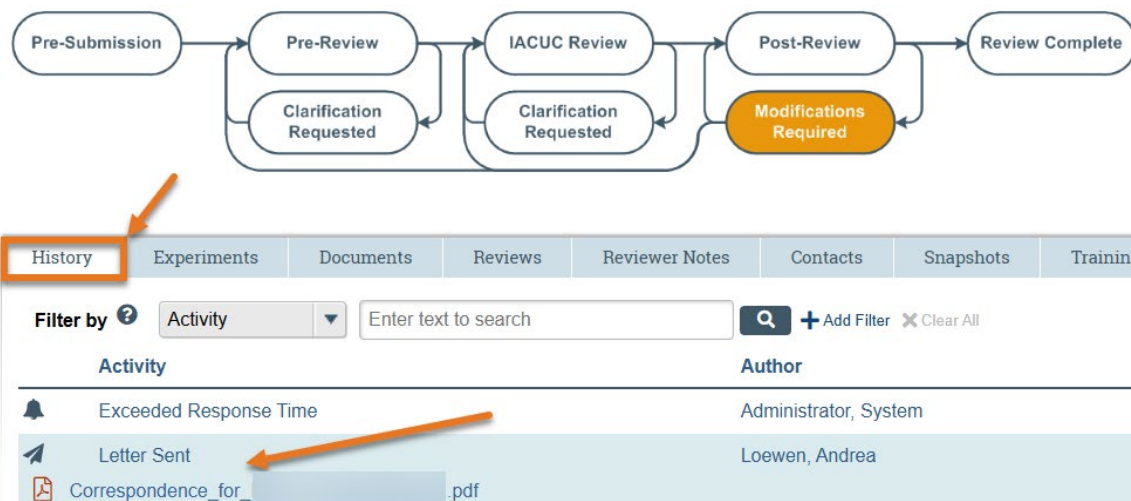 Pre-Submission
Pre-Review
IACUC Review
Post-Review
Review Complete
Clarification
Requested
Clarification
Requested
Modifications
Required
History Experiments Documents Reviews Reviewer Notes Contacts Snapshots Trainin
Filter by ? Activity Enter text to search + Add Filter Clear All
Activity Author
Exceeded Response Time Administrator, System
Letter Sent Loewen, Andrea
Correspondence_for_ .pdf